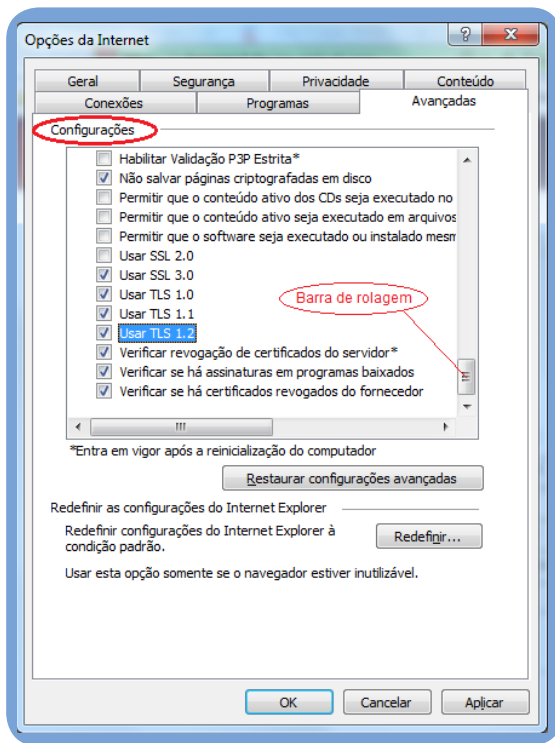 Opções da Internet
Geral
Segurança
Privacidade
Conteúdo
Conexões
Programas
Avançadas
Configurações
Habilitar Validação P3P Estrita*
Não salvar páginas criptografadas em disco
Permitir que o conteúdo ativo dos CDs seja executado no
Permitir que o conteúdo ativo seja executado em arquivos
Permitir que o software seja executado ou instalado mesm
Usar SSL 2.0
Usar SSL 3.0
Usar TLS 1.0
Barra de rolagem
Usar TLS 1.1
Usar TLS 1.2
Verificar revogação de certificados do servidor*
Verificar se há assinaturas em programas baixados
Verificar se há certificados revogados do fornecedor
*Entra em vigor após a reinicialização do computador
Restaurar configurações avançadas
Redefinir as configurações do Internet Explorer
Redefinir configurações do Internet Explorer à
condição padrão.
Redefinir...
Usar esta opção somente se o navegador estiver inutilizável.
OK
Cancelar
Aplicar